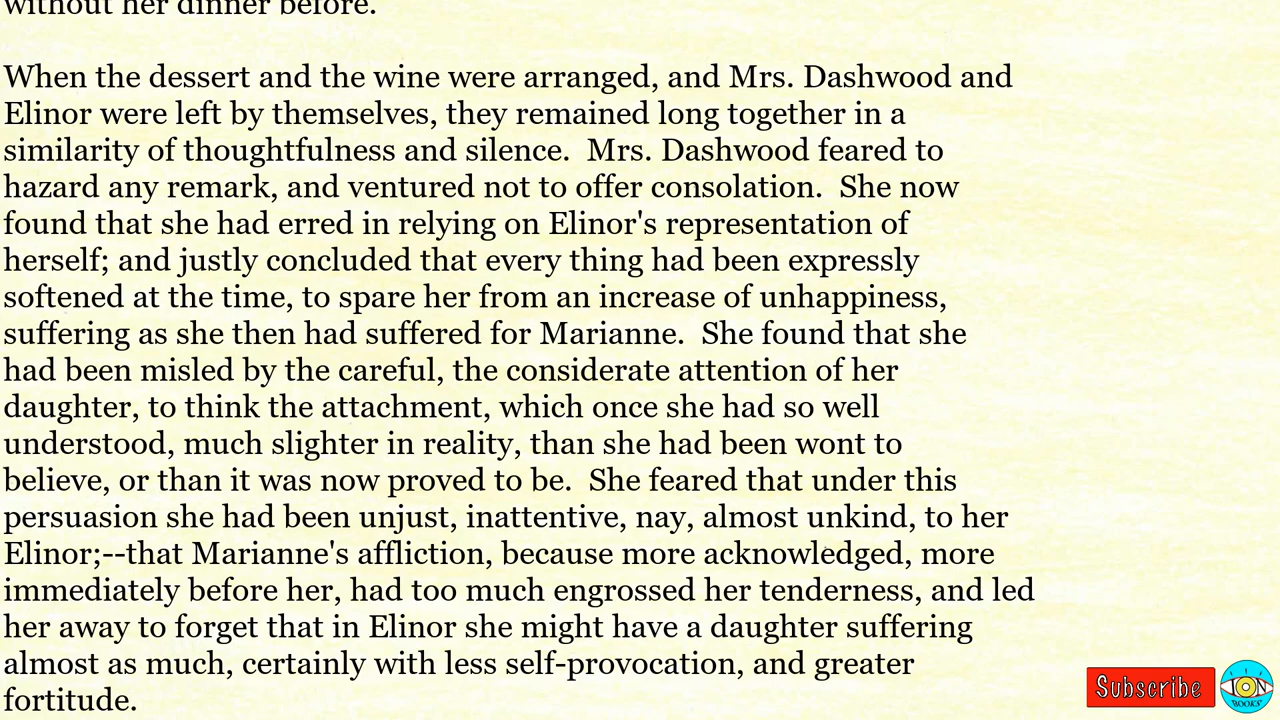 without her dinner before.
When the dessert and the wine were arranged, and Mrs. Dashwood and
Elinor were left by themselves, they remained long together in a
similarity of thoughtfulness and silence.  Mrs. Dashwood feared to
hazard any remark, and ventured not to offer consolation.  She now
found that she had erred in relying on Elinor's representation of
herself; and justly concluded that every thing had been expressly
softened at the time, to spare her from an increase of unhappiness,
suffering as she then had suffered for Marianne.  She found that she
had been misled by the careful, the considerate attention of her
daughter, to think the attachment, which once she had so well
understood, much slighter in reality, than she had been wont to
believe, or than it was now proved to be.  She feared that under this
persuasion she had been unjust, inattentive, nay, almost unkind, to her
Elinor;--that Marianne's affliction, because more acknowledged, more
immediately before her, had too much engrossed her tenderness, and led
her away to forget that in Elinor she might have a daughter suffering
almost as much, certainly with less self-provocation, and greater
fortitude.
Subscribe
ION
BOOKS